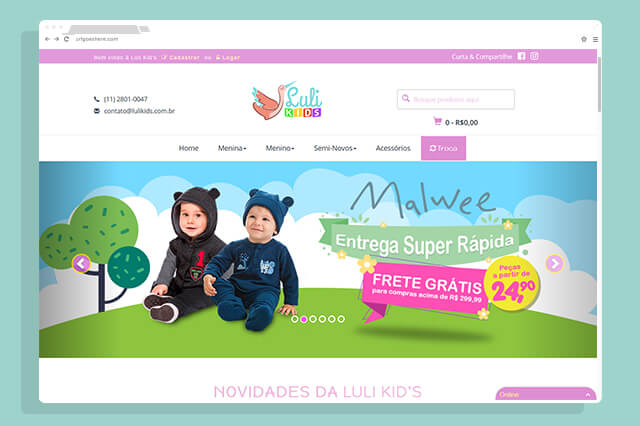 urlgoeshere.com
Bem vindo à Loja Luli Kid's Cadastrar ou Logar
Curta & Compartilhe
(11) 2801-0047
contato@lulikids.com.br
Luli
KIDS
Busque produtos aqui
0 - R$0,00
Home Menina Menino Semi-Novos Acessórios Troca
Malwee
Entrega Super Rápida
FRETE GRÁTIS
para compras acima de R$ 299,99
Peças
a partir de
24,90
NOVIDADES DA LULI KID'S
Online